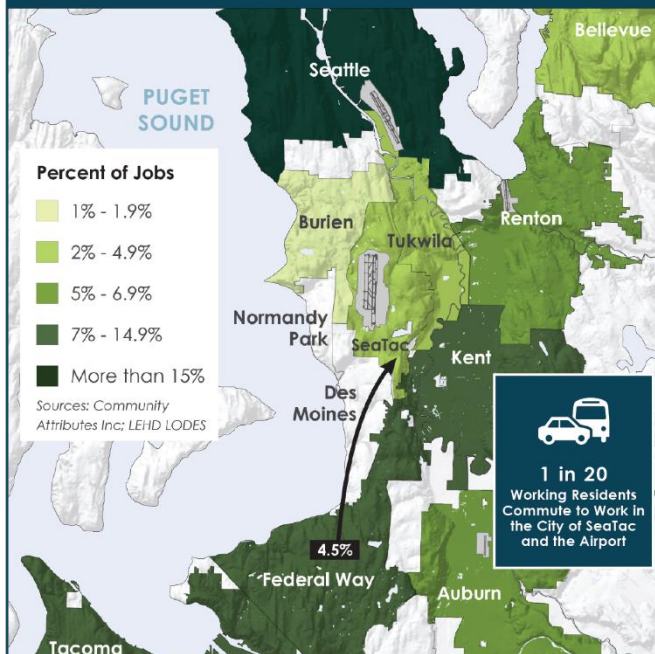 Bellevue
Seattle
PUGET
SOUND
Percent of Jobs
1% - 1.9%
2% - 4.9%
5% - 6.9%
7% - 14.9%
More than 15%
Sources: Community
Attributes Inc; LEHD LODES
Burien
Tukwila
Renton
Normandy
Park
SeaTac
Kent
Des
Moines
1 in 20
Working Residents
Commute to Work in
the City of SeaTac
and the Airport
4.5%
Federal Way
Auburn
Tacoma